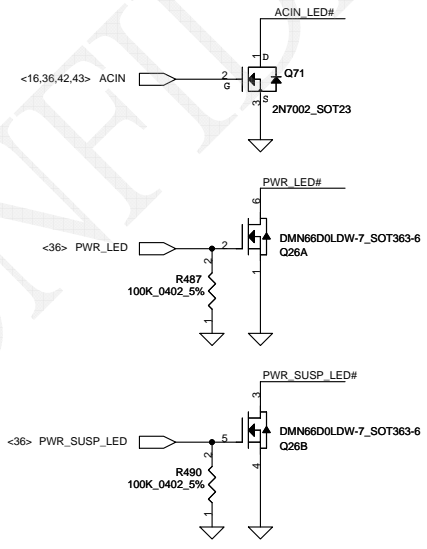 ACIN_LED#
1 D
<16,36,42,43> ACIN
2
G
Q71
3 S
2N7002_SOT23
PWR_LED#
6
<36> PWR_LED
2
DMN66D0LDW-7_SOT363-6
Q26A
2
1
R487
100K_0402_5%
1
PWR_SUSP_LED#
3
<36> PWR_SUSP_LED
5
DMN66D0LDW-7_SOT363-6
Q26B
2
4
R490
100K_0402_5%
1